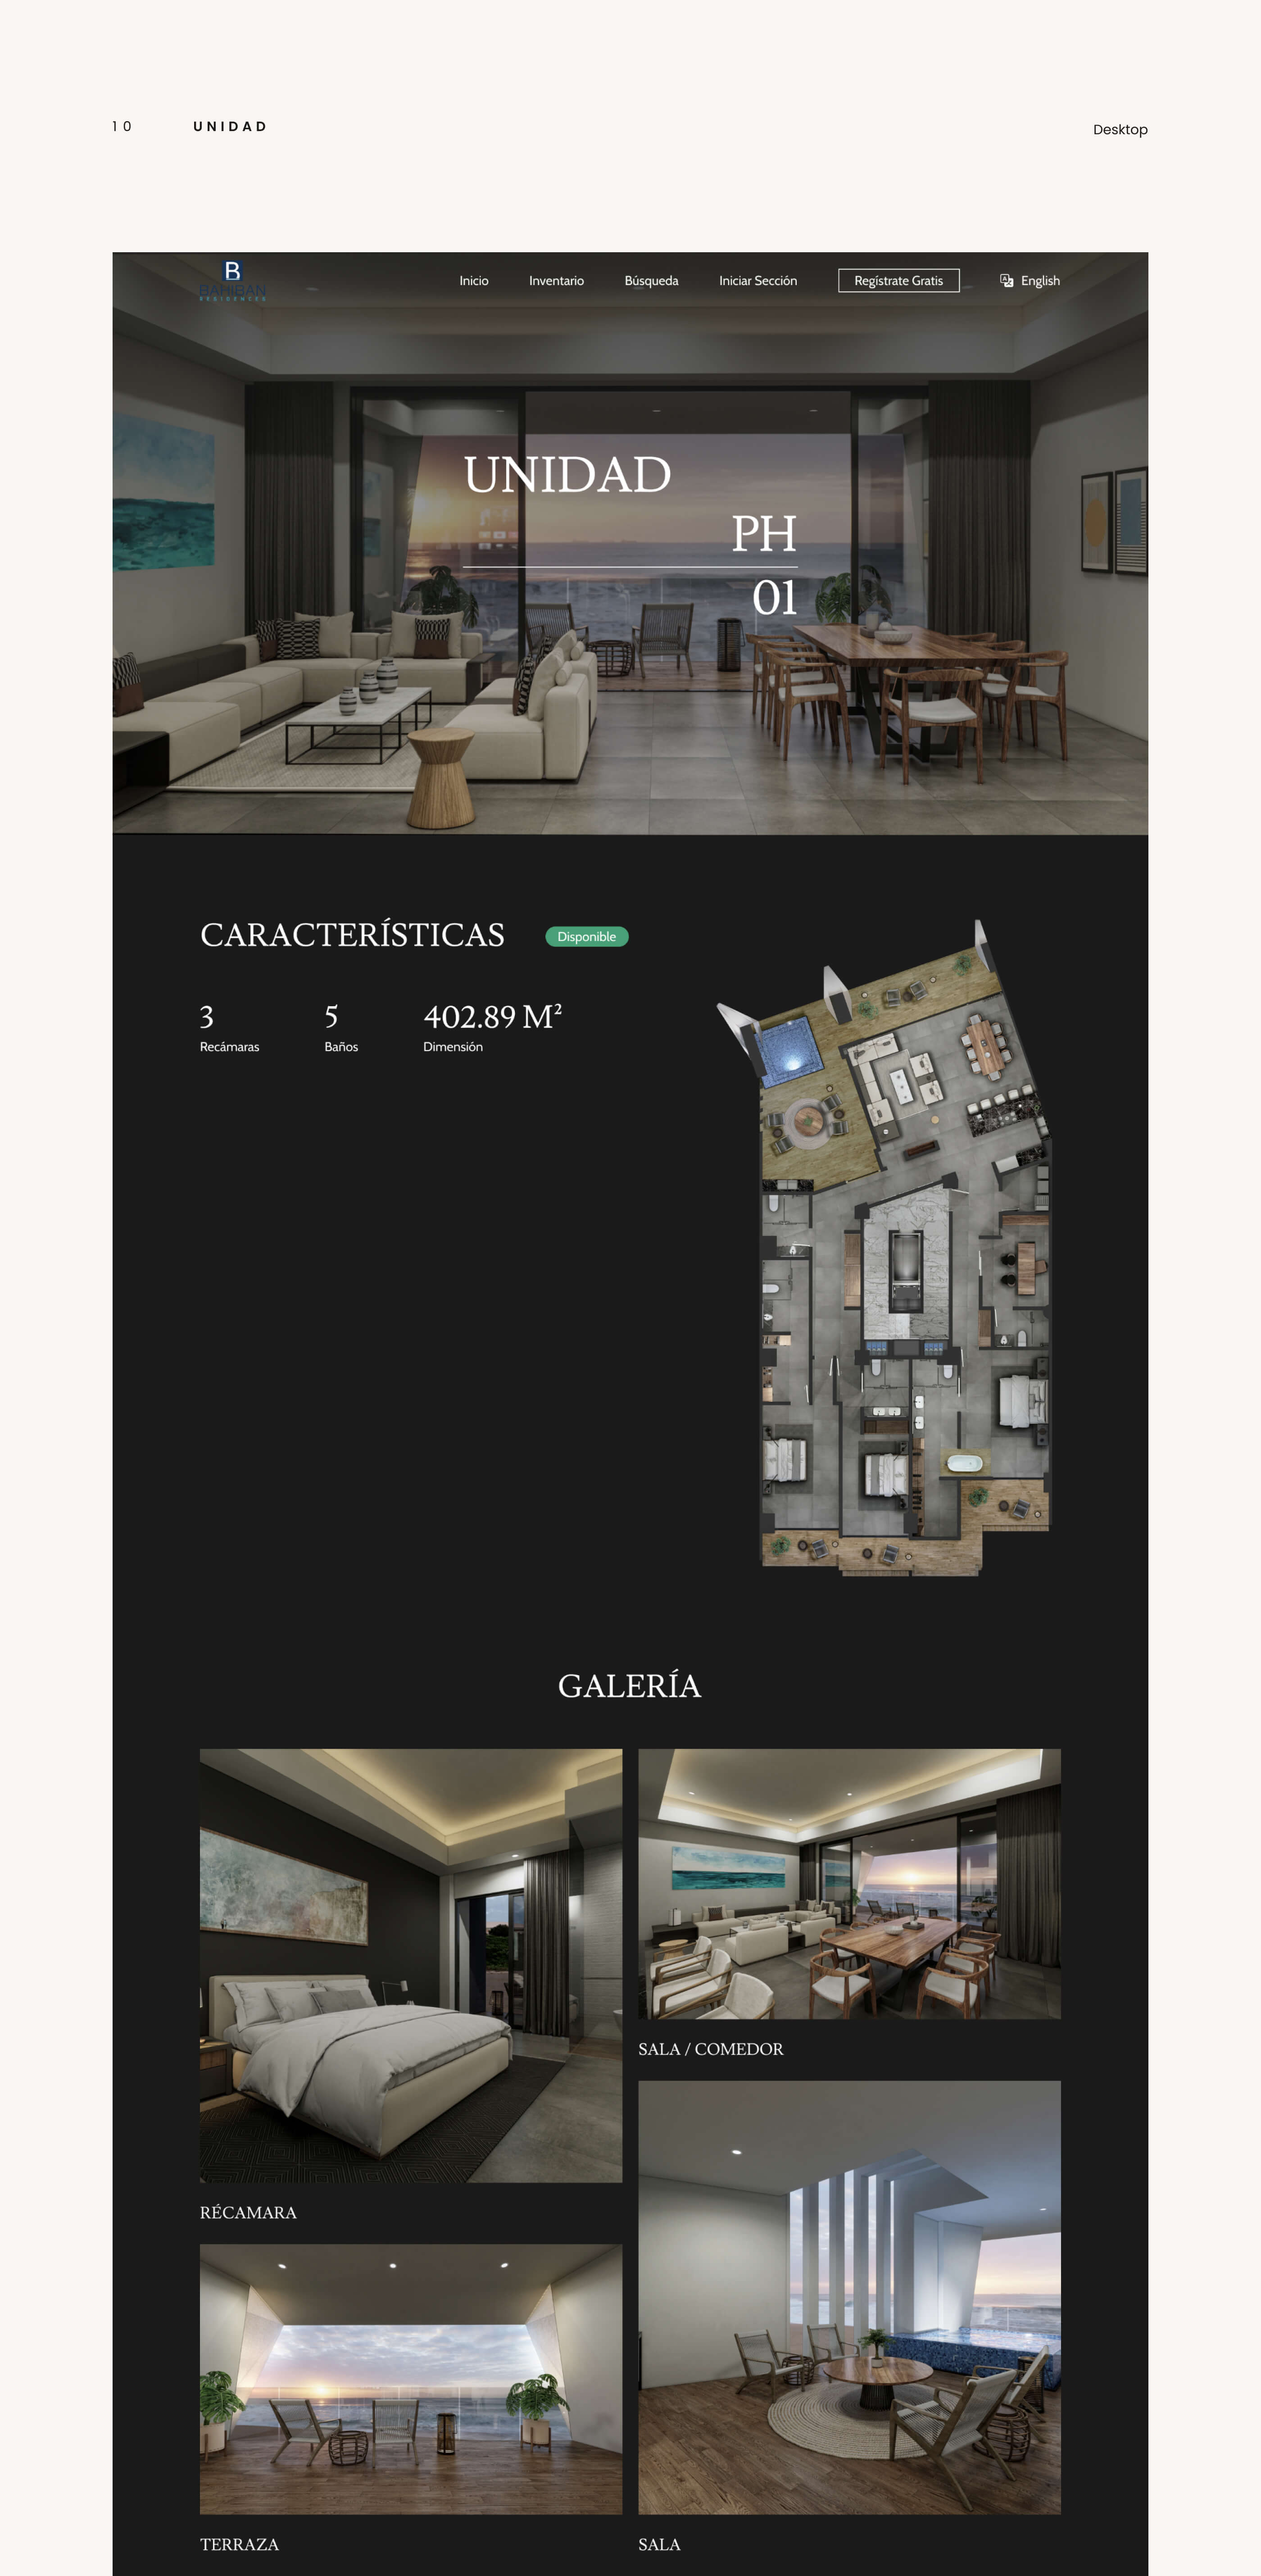 10 UNIDAD
Desktop
B
BAHíBAN
RESIDENCES
Inicio Inventario Búsqueda Iniciar Sección Regístrate Gratis English
UNIDAD
PH
01
CARACTERÍSTICAS Disponible
3 5 402.89 M²
Recámaras Baños Dimensión
GALERÍA
SALA / COMEDOR
RÉCAMARA
TERRAZA SALA